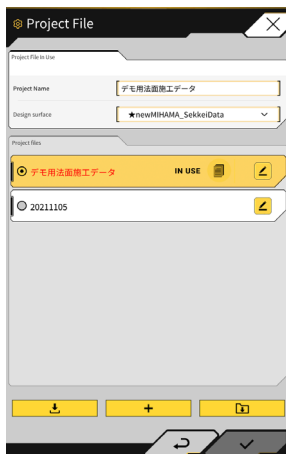 Project File
Project File In Use
Project Name
デモ用法面施工データ
Design surface
★newMIHAMA_SekkeiData
Project files
デモ用法面施工データ IN USE
20211105